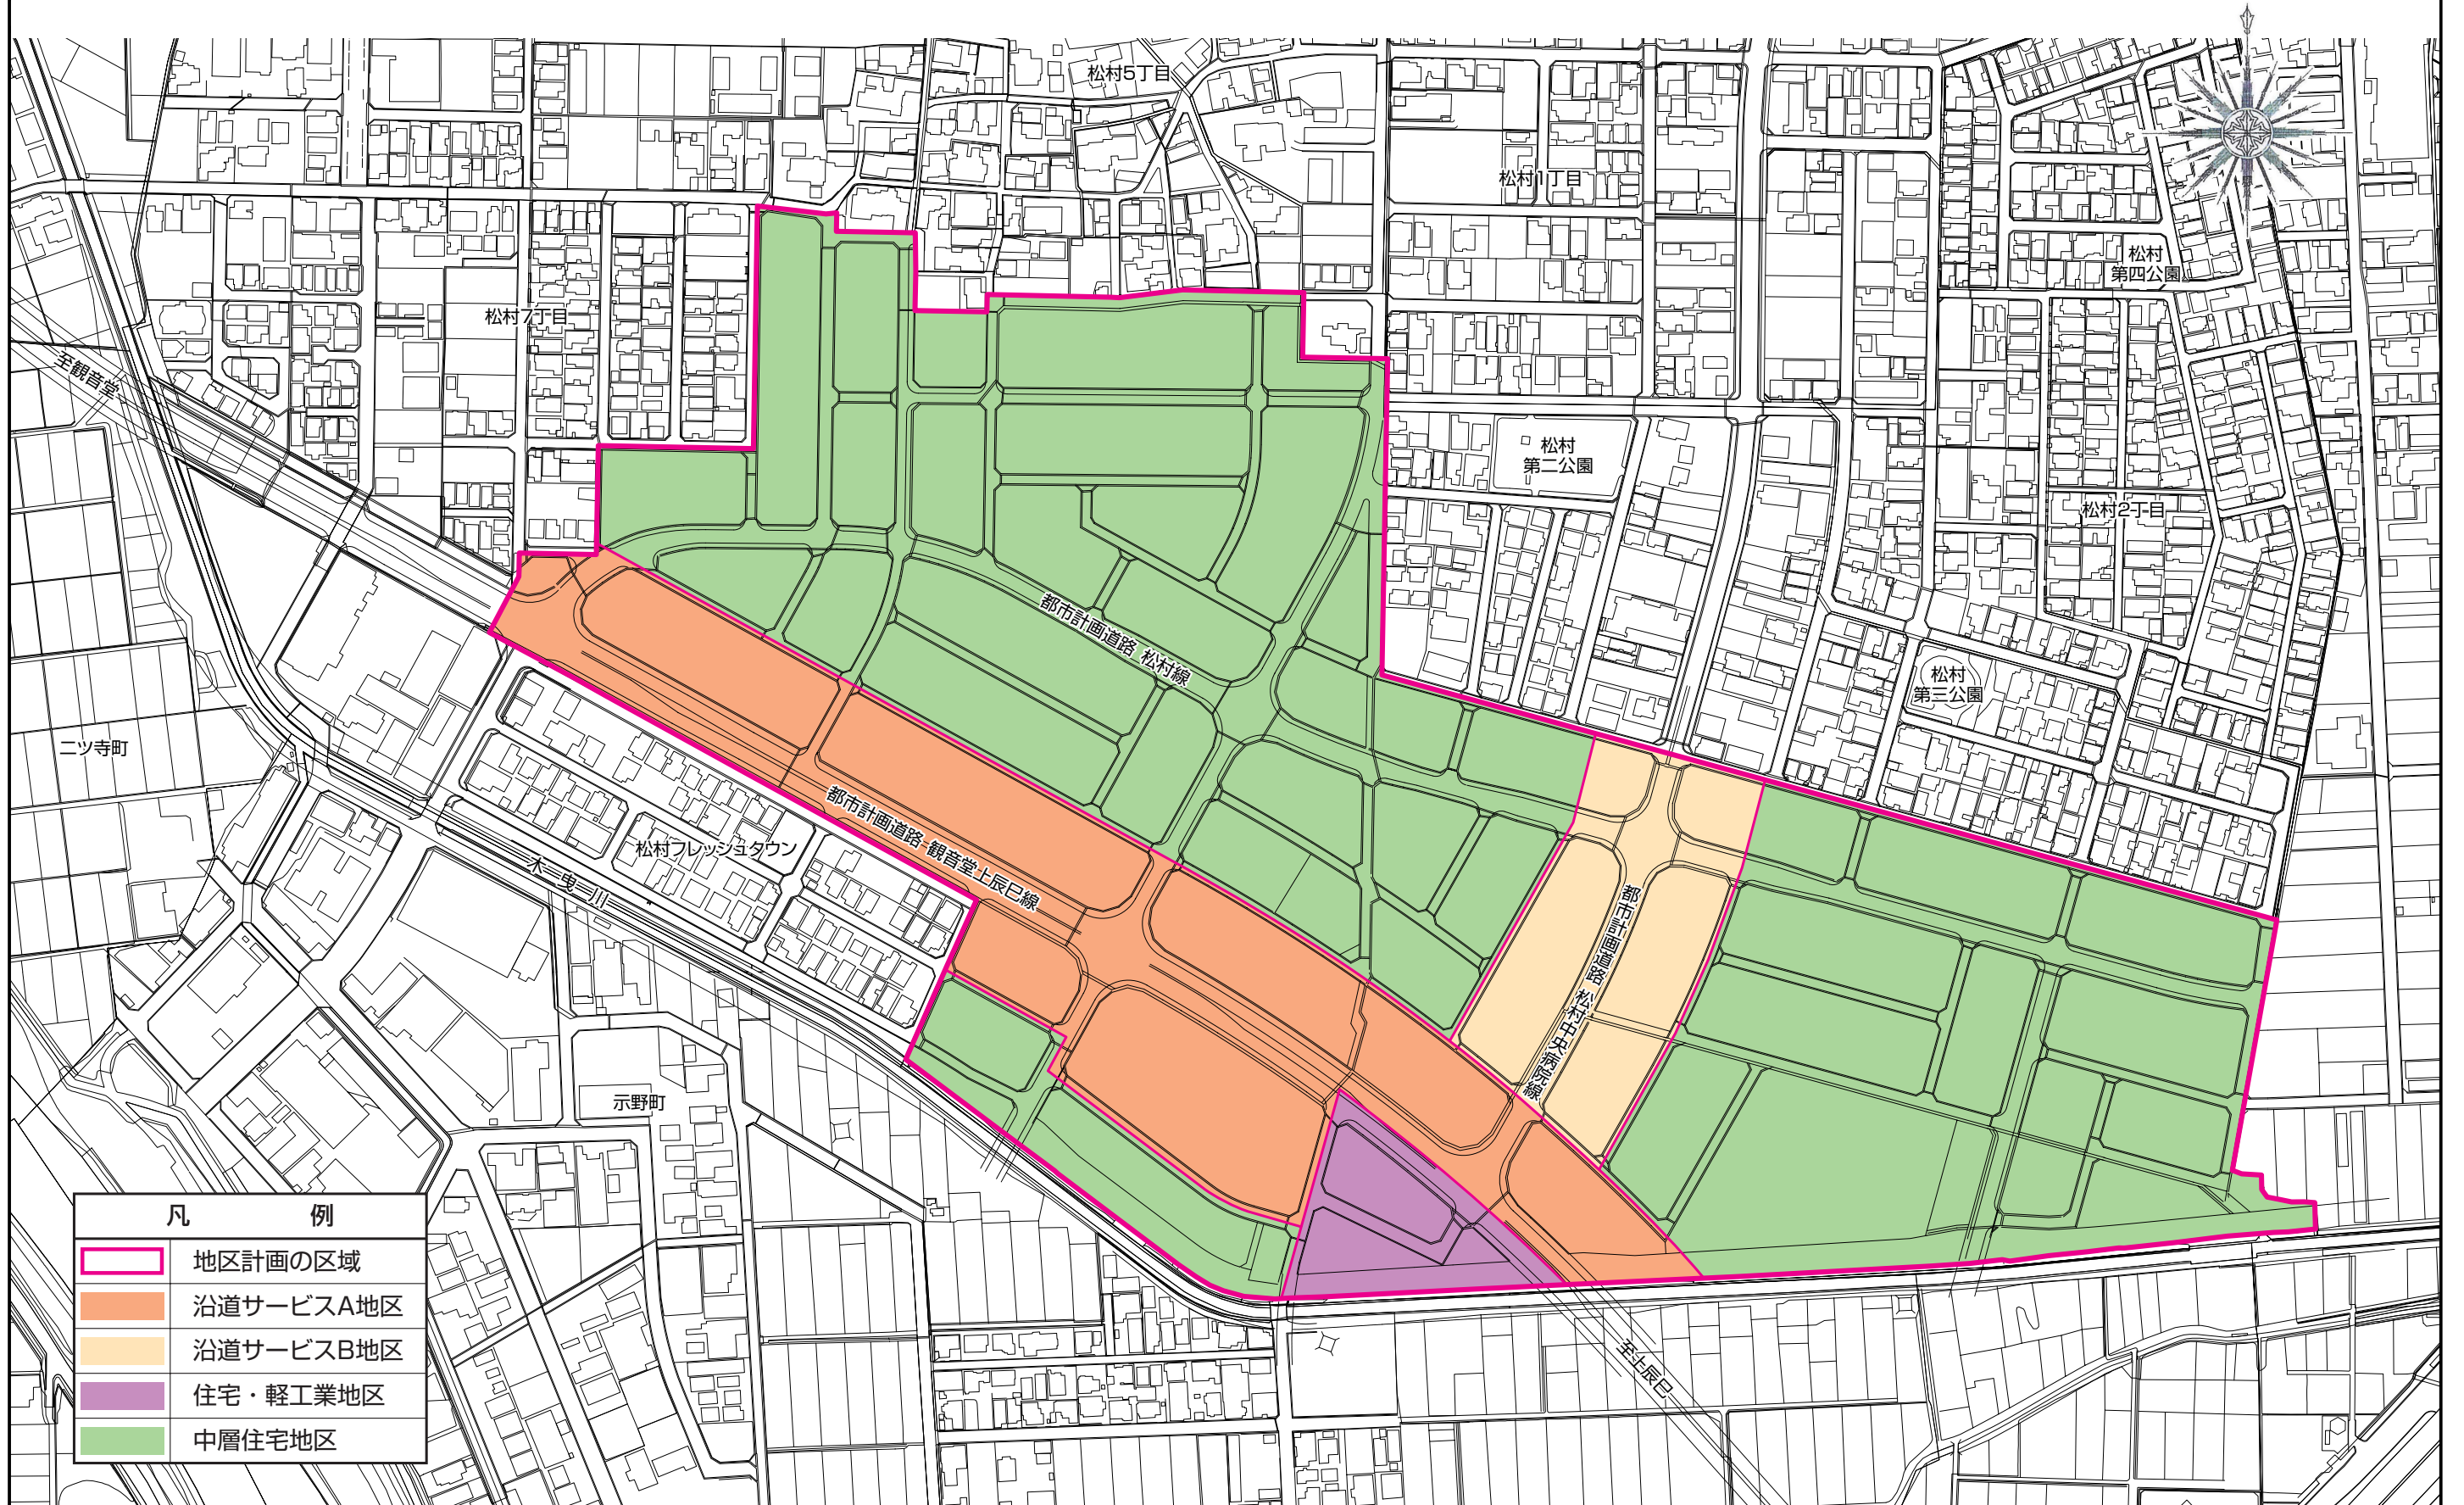 松村5丁目
松村1丁目
松村
第四公園
松村7丁目
至観音堂
松村
第二公園
松村2丁目
都市計画道路 松村線
松村
第三公園
二ツ寺町
都市計画道路 観音堂上辰巳線
松村フレッシュタウン
木曳川
都市計画道路 松村中央病院線
示野町
至上辰巳
凡 例
地区計画の区域
沿道サービスA地区
沿道サービスB地区
住宅・軽工業地区
中層住宅地区